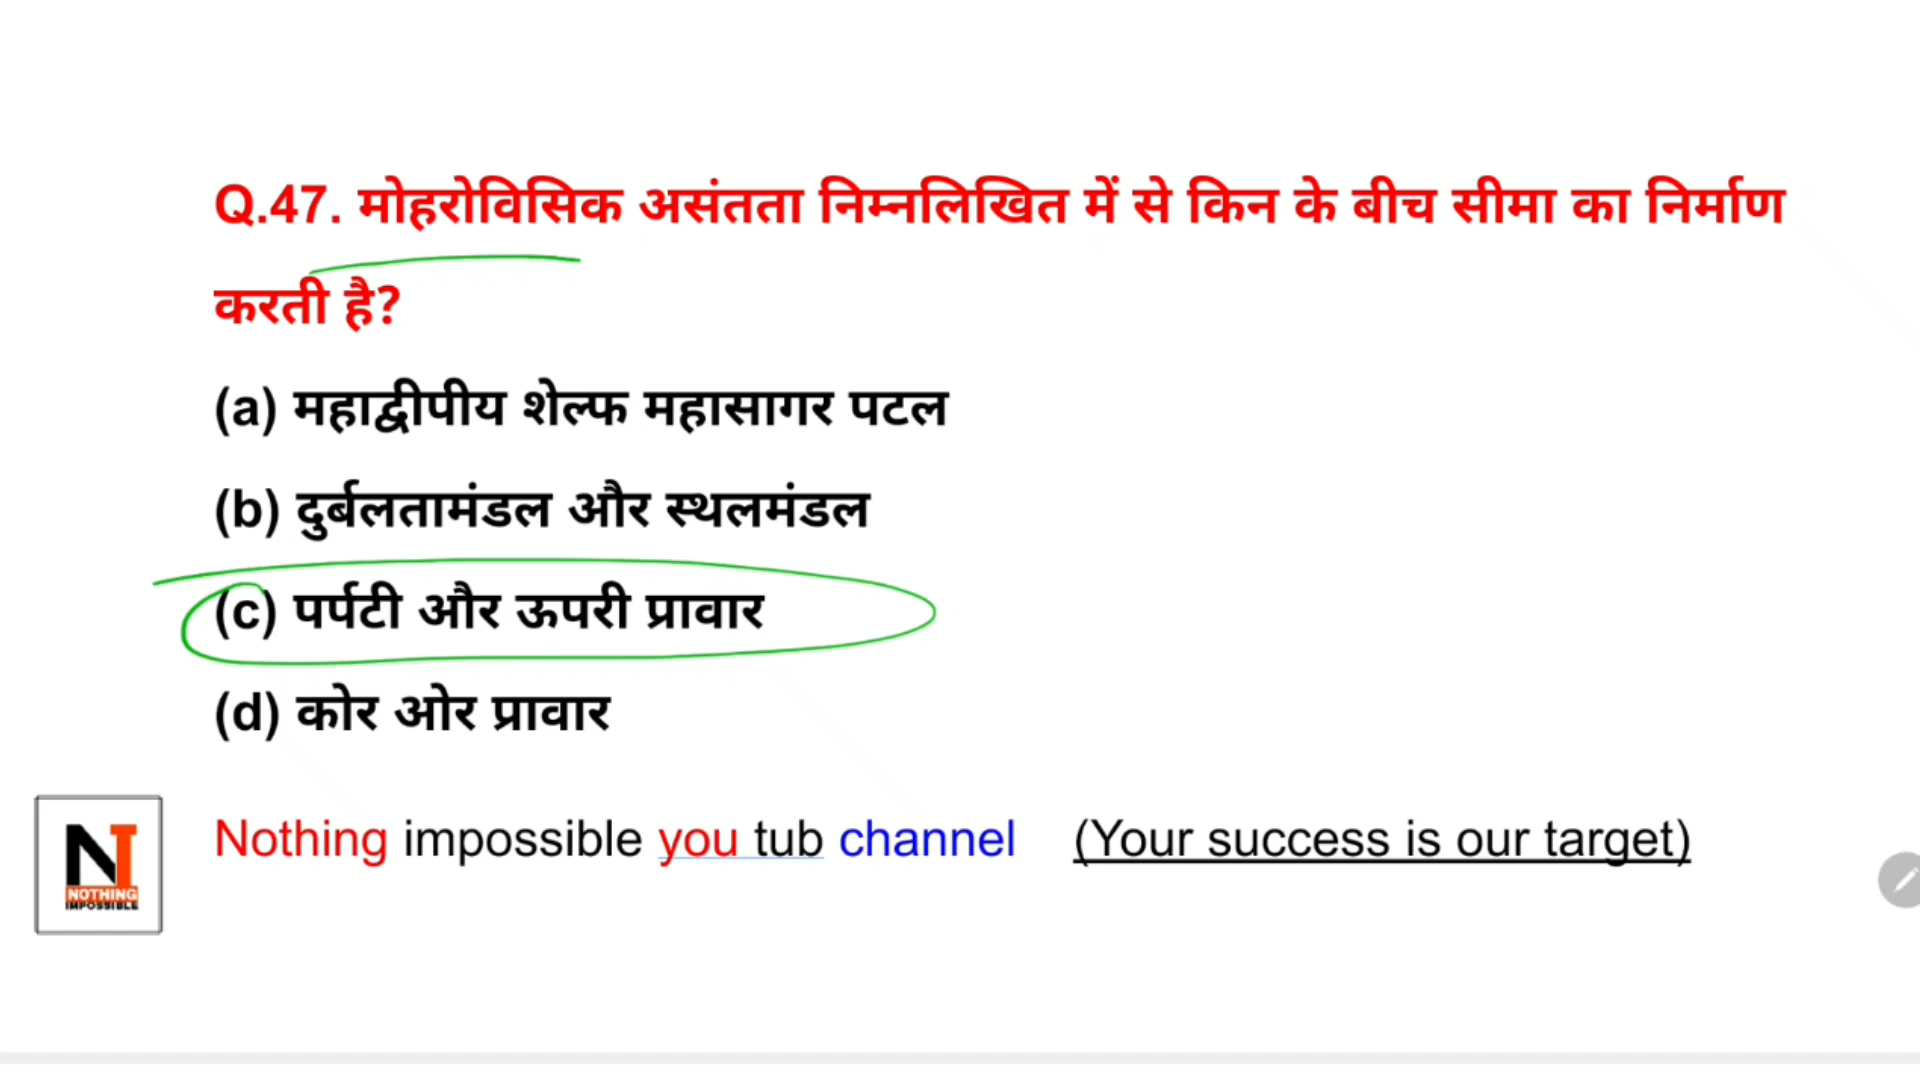 Q.47. मोहरोविसिक असंतता निम्नलिखित में से किन के बीच सीमा का निर्माण
करती है?
(a) महाद्वीपीय शेल्फ महासागर पटल
(b) दुर्बलतामंडल और स्थलमंडल
(c) पर्पटी और ऊपरी प्रावार
(d) कोर ओर प्रावार
Nothing impossible you tub channel (Your success is our target)
NI
NOTHING
IMPOSSIBLE